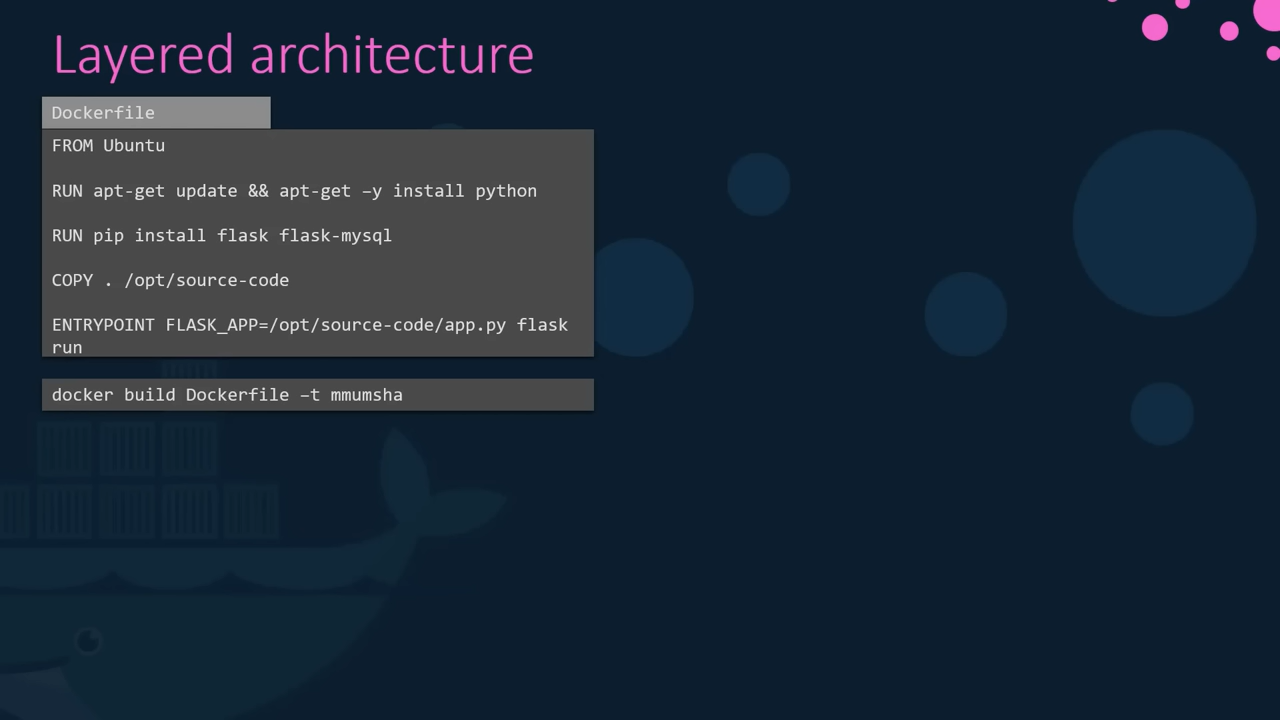 Layered architecture
Dockerfile
FROM Ubuntu
RUN apt-get update && apt-get –y install python
RUN pip install flask flask-mysql
COPY . /opt/source-code
ENTRYPOINT FLASK_APP=/opt/source-code/app.py flask
run
docker build Dockerfile –t mmumsha